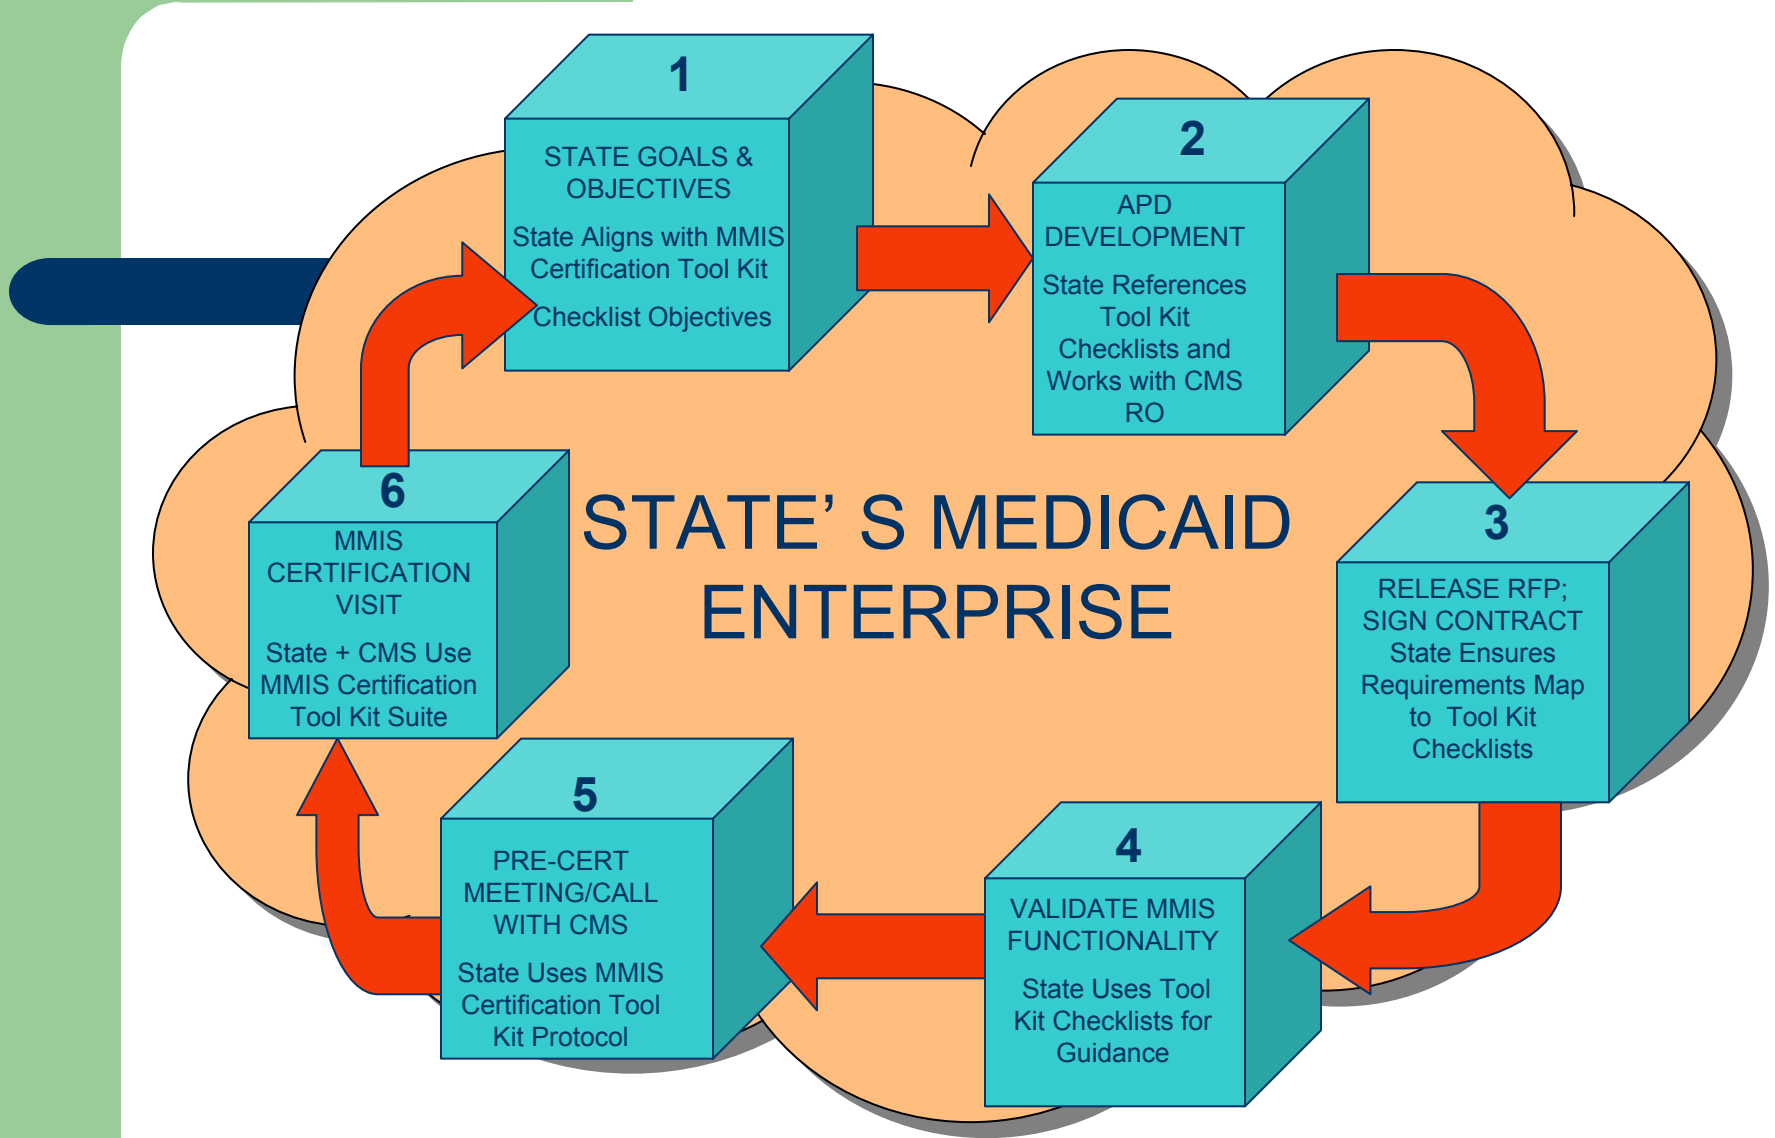 1
STATE GOALS &
OBJECTIVES
State Aligns with MMIS
Certification Tool Kit
Checklist Objectives
2
APD
DEVELOPMENT
State References
Tool Kit
Checklists and
Works with CMS
RO
3
RELEASE RFP;
SIGN CONTRACT
State Ensures
Requirements Map
to Tool Kit
Checklists
4
VALIDATE MMIS
FUNCTIONALITY
State Uses Tool
Kit Checklists for
Guidance
5
PRE-CERT
MEETING/CALL
WITH CMS
State Uses MMIS
Certification Tool
Kit Protocol
6
MMIS
CERTIFICATION
VISIT
State + CMS Use
MMIS Certification
Tool Kit Suite
STATE’ S MEDICAID
ENTERPRISE